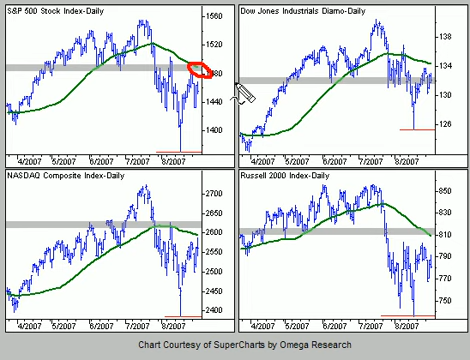 S&P 500 Stock Index-Daily
1560
1520
1480
1440
1400
4/2007 5/2007 6/2007 7/2007 8/2007
Dow Jones Industrials Diamo-Daily
138
134
130
126
4/2007 5/2007 6/2007 7/2007 8/2007
NASDAQ Composite Index-Daily
2700
2650
2600
2550
2500
2450
2400
4/2007 5/2007 6/2007 7/2007 8/2007
Russell 2000 Index-Daily
850
830
810
790
750
4/2007 5/2007 6/2007 7/2007 8/2007
Chart Courtesy of SuperCharts by Omega Research